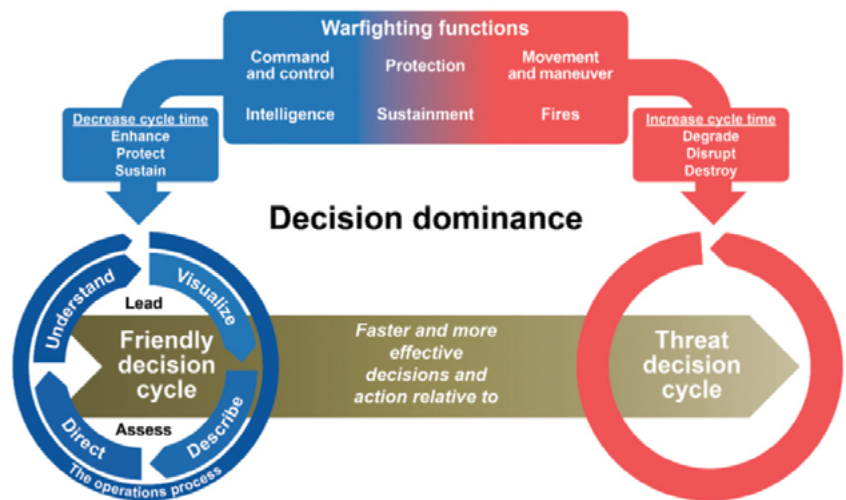 Warfighting functions
Command
and control
Protection
Movement
and maneuver
Intelligence
Sustainment
Fires
Decrease cycle time
Enhance
Protect
Sustain
Increase cycle time
Degrade
Disrupt
Destroy
Decision dominance
Understand
Visualize
Lead
Friendly
decision
cycle
Assess
Direct
Describe
The operations process
Faster and more
effective
decisions and
action relative to
Threat
decision
cycle